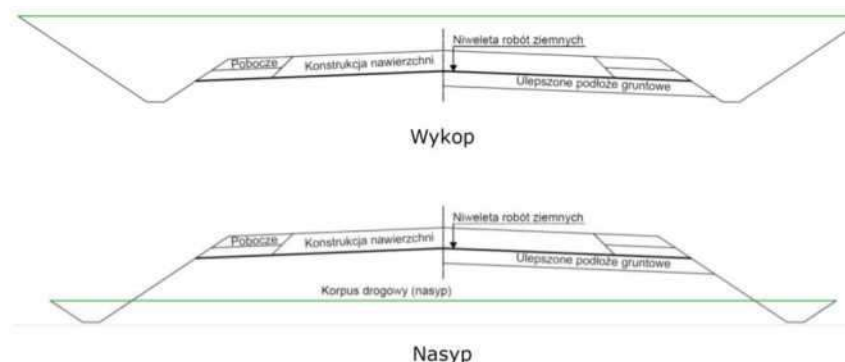 Niweleta robót ziemnych
Pobocze
Konstrukcja nawierzchni
Ulepszone podłoże gruntowe
Wykop
Niweleta robót ziemnych
Pobocze
Konstrukcja nawierzchni
Ulepszone podłoże gruntowe
Korpus drogowy (nasyp)
Nasyp